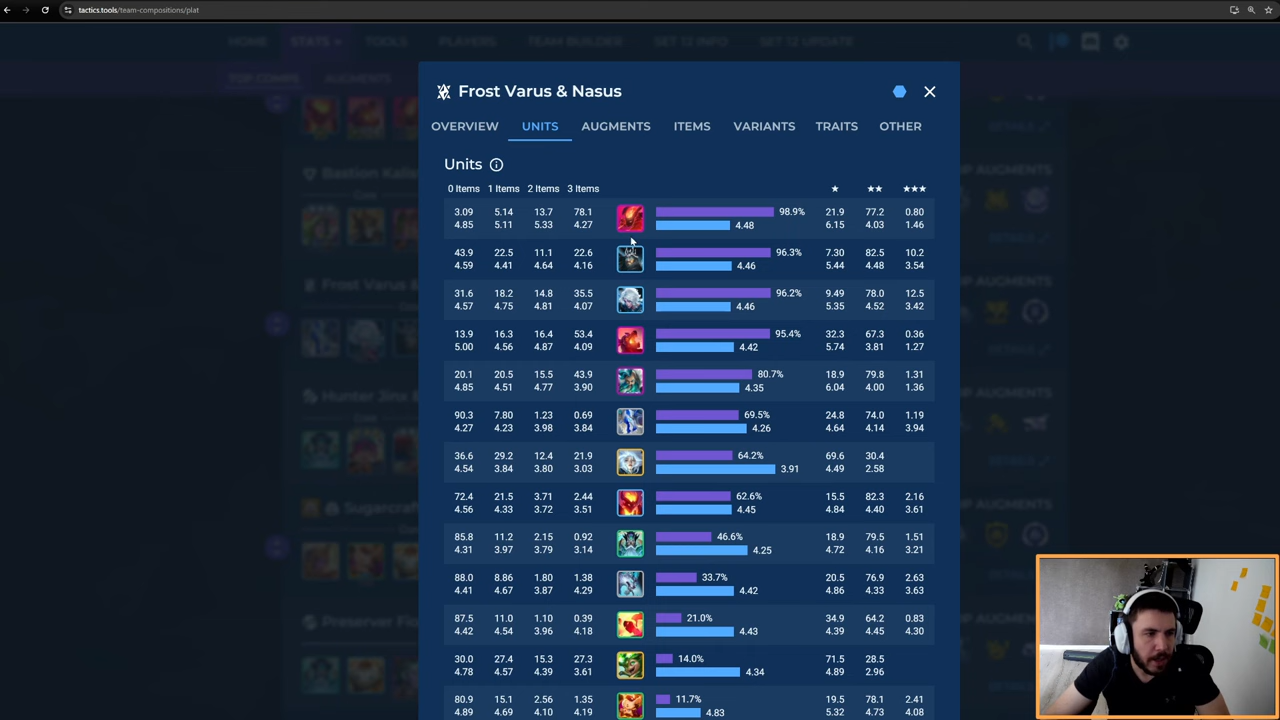 tactics.tools/team-compositions/plat
HOME STATS TOOLS PLAYERS TEAM BUILDER SET 12 INFO SET 12 UPDATE
TOP COMPS AUGMENTS
Frost Varus & Nasus
OVERVIEW UNITS AUGMENTS ITEMS VARIANTS TRAITS OTHER
Units
0 Items 1 Items 2 Items 3 Items ★ ★★ ★★★
3.09 5.14 13.7 78.1 98.9% 21.9 77.2 0.80
4.85 5.11 5.33 4.27 4.48 6.15 4.03 1.46
43.9 22.5 11.1 22.6 96.3% 7.30 82.5 10.2
4.59 4.41 4.64 4.16 4.46 5.44 4.48 3.54
31.6 18.2 14.8 35.5 96.2% 9.49 78.0 12.5
4.57 4.75 4.81 4.07 4.46 5.35 4.52 3.42
13.9 16.3 16.4 53.4 95.4% 32.3 67.3 0.36
5.00 4.56 4.87 4.09 4.42 5.74 3.81 1.27
20.1 20.5 15.5 43.9 80.7% 18.9 79.8 1.31
4.85 4.51 4.77 3.90 4.35 6.04 4.00 1.36
90.3 7.80 1.23 0.69 69.5% 24.8 74.0 1.19
4.27 4.23 3.98 3.84 4.26 4.64 4.14 3.94
36.6 29.2 12.4 21.9 64.2% 69.6 30.4
4.54 3.84 3.80 3.03 3.91 4.49 2.58
72.4 21.5 3.71 2.44 62.6% 15.5 82.3 2.16
4.56 4.33 3.72 3.51 4.45 4.84 4.40 3.61
85.8 11.2 2.15 0.92 46.6% 18.9 79.5 1.51
4.31 3.97 3.79 3.14 4.25 4.72 4.16 3.21
88.0 8.86 1.80 1.38 33.7% 20.5 76.9 2.63
4.41 4.67 3.87 4.29 4.42 4.86 4.33 3.63
87.5 11.0 1.10 0.39 21.0% 34.9 64.2 0.83
4.42 4.54 3.96 4.18 4.43 4.39 4.45 4.30
30.0 27.4 15.3 27.3 14.0% 71.5 28.5
4.78 4.57 4.39 3.61 4.34 4.89 2.96
80.9 15.1 2.56 1.35 11.7% 19.5 78.1 2.41
4.89 4.69 4.10 4.19 4.83 5.32 4.73 4.08